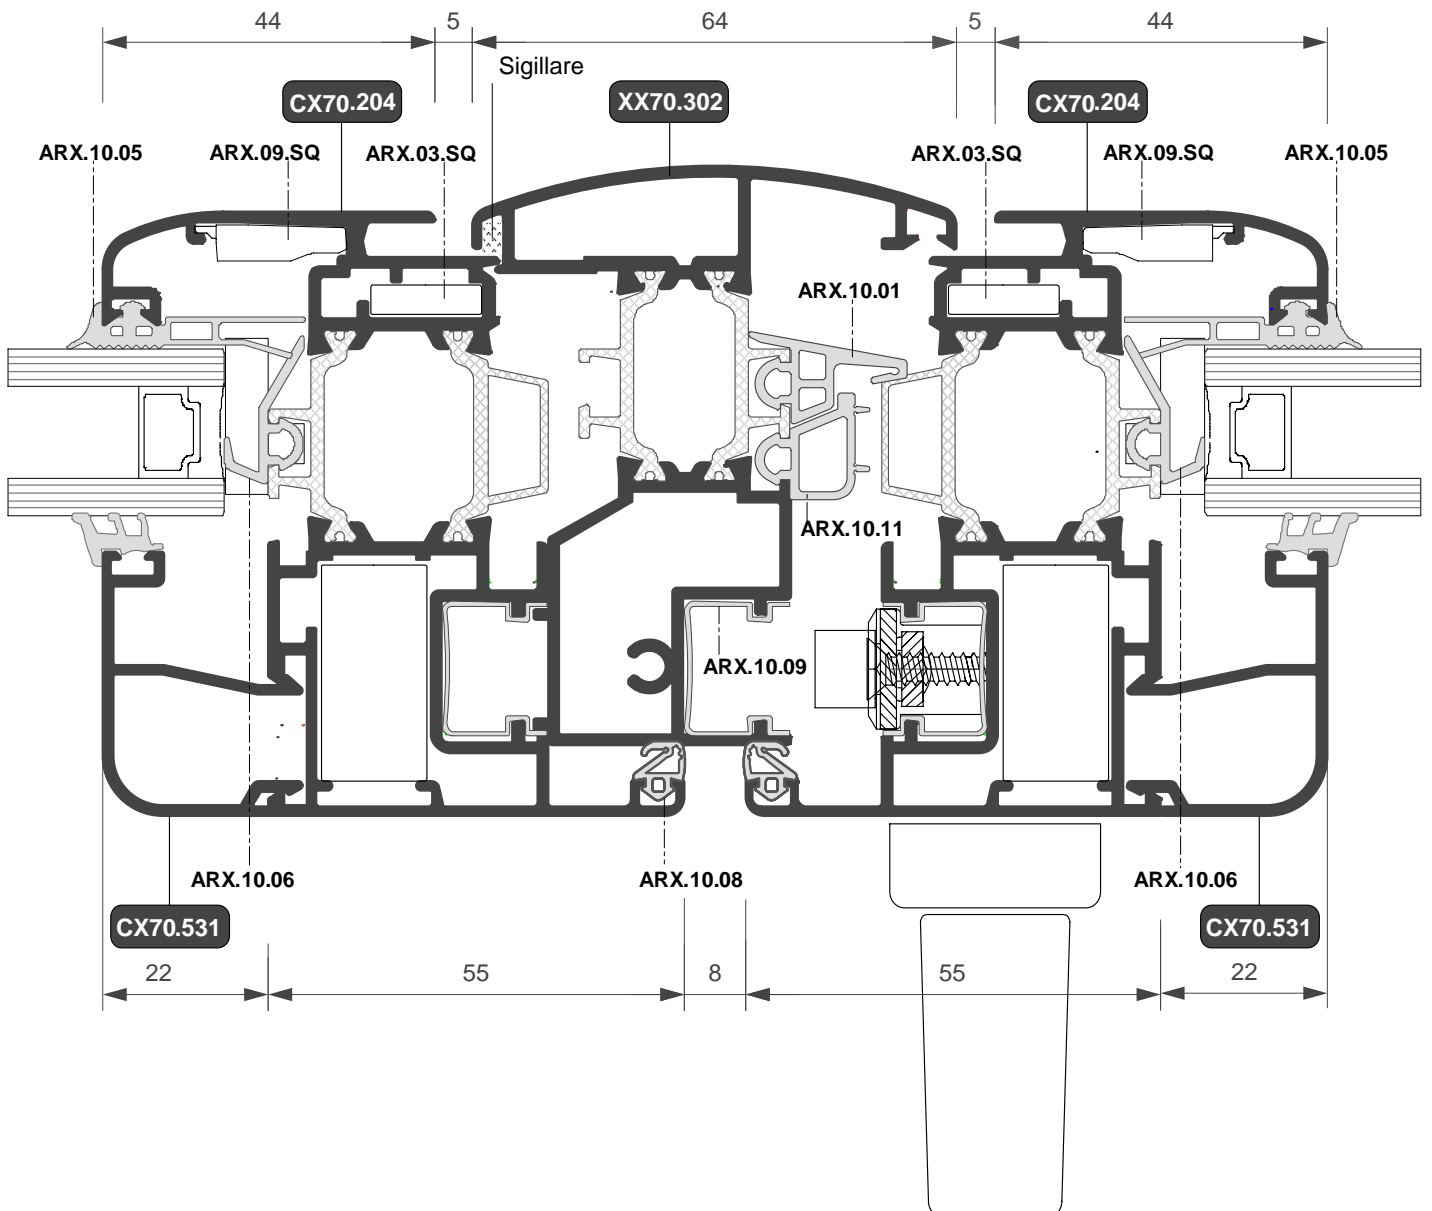 44 5 64 5 44
Sigillare
CX70.204 XX70.302 CX70.204
ARX.10.05 ARX.09.SQ ARX.03.SQ ARX.03.SQ ARX.09.SQ ARX.10.05
ARX.10.01
ARX.10.11
ARX.10.09
ARX.10.06 ARX.10.08 ARX.10.06
CX70.531 CX70.531
22 55 8 55 22